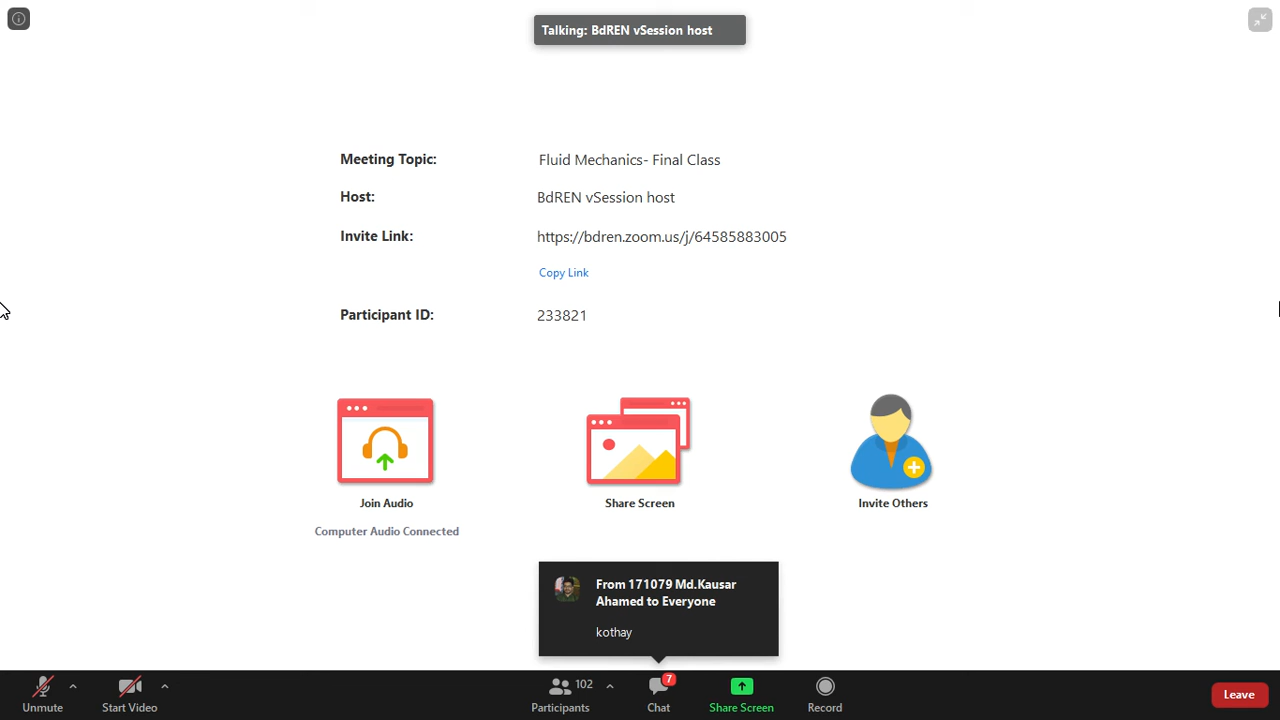 Talking: BdREN vSession host
Meeting Topic: Fluid Mechanics- Final Class
Host: BdREN vSession host
Invite Link: https://bdren.zoom.us/j/64585883005
Copy Link
Participant ID: 233821
Join Audio
Share Screen
Invite Others
Computer Audio Connected
From 171079 Md.Kausar
Ahamed to Everyone
kothay
102
7
Unmute
Start Video
Participants
Chat
Share Screen
Record
Leave